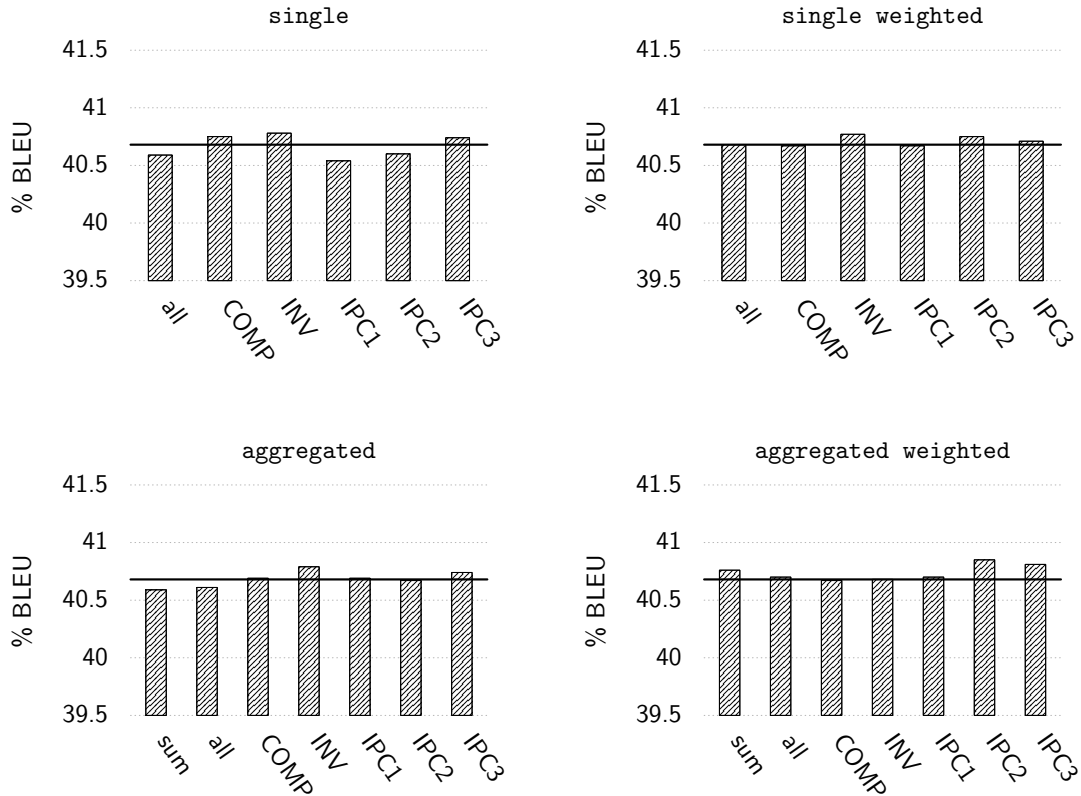 single
41.5
41
40.5
40
39.5
% BLEU
all
COMP
INV
IPC1
IPC2
IPC3
single weighted
41.5
41
40.5
40
39.5
% BLEU
all
COMP
INV
IPC1
IPC2
IPC3
aggregated
41.5
41
40.5
40
39.5
% BLEU
sum
all
COMP
INV
IPC1
IPC2
IPC3
aggregated weighted
41.5
41
40.5
40
39.5
% BLEU
sum
all
COMP
INV
IPC1
IPC2
IPC3